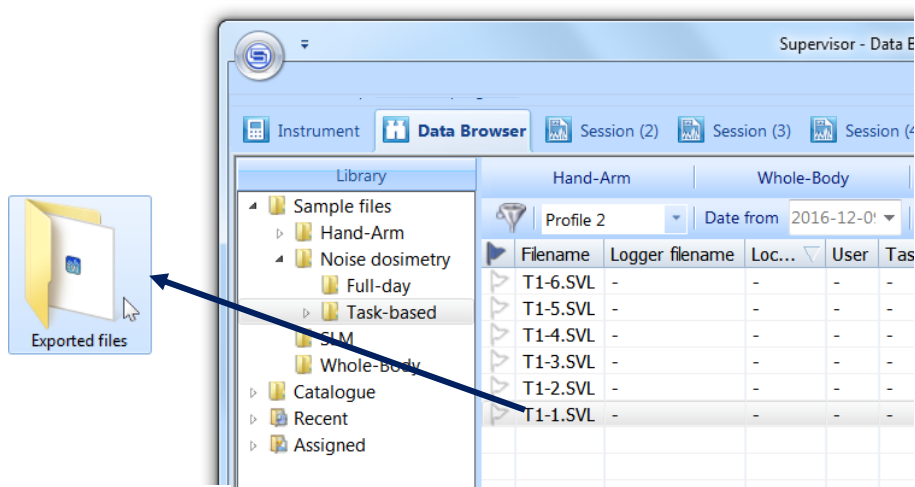 Supervisor - Data B
Instrument
Data Browser
Session (2)
Session (3)
Session (4
Library
Hand-Arm
Whole-Body
Sample files
Hand-Arm
Noise dosimetry
Full-day
Task-based
SLM
Whole-Body
Catalogue
Recent
Assigned
Profile 2
Date from
2016-12-09
Filename Logger filename Loc... User Tas
T1-6.SVL - - - -
T1-5.SVL - - - -
T1-4.SVL - - - -
T1-3.SVL - - - -
T1-2.SVL - - - -
T1-1.SVL - - - -
Exported files